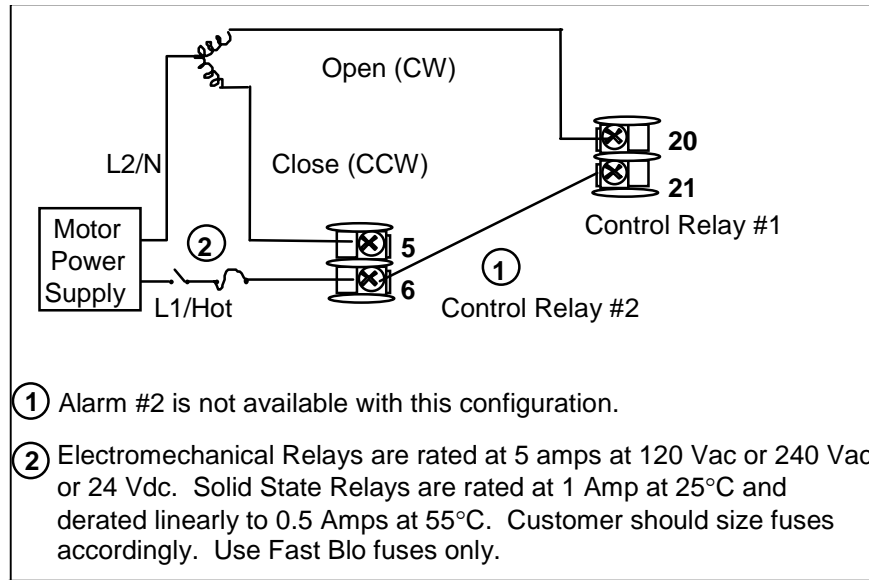 Open (CW)
20
L2/N
Close (CCW)
21
Control Relay #1
Motor
Power
Supply
2
5
1
6
L1/Hot
Control Relay #2
1 Alarm #2 is not available with this configuration.
2 Electromechanical Relays are rated at 5 amps at 120 Vac or 240 Vac
or 24 Vdc. Solid State Relays are rated at 1 Amp at 25°C and
derated linearly to 0.5 Amps at 55°C. Customer should size fuses
accordingly. Use Fast Blo fuses only.